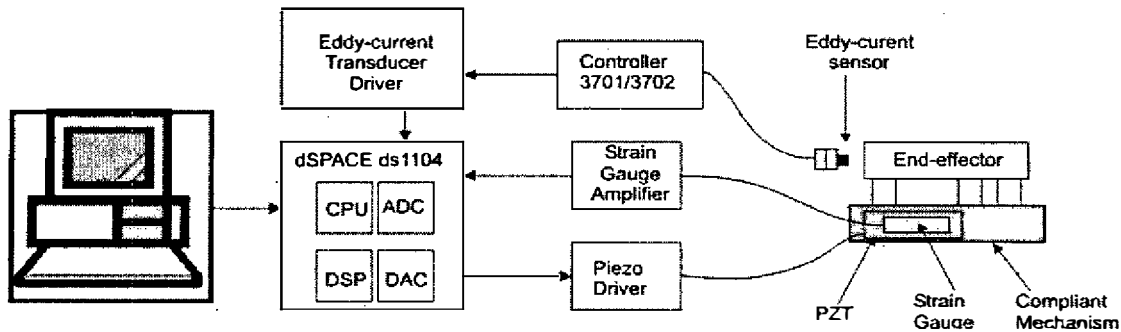 Eddy-current
Transducer
Driver
Controller
3701/3702
Eddy-curent
sensor
dSPACE ds1104
CPU
ADC
DSP
DAC
Strain
Gauge
Amplifier
Piezo
Driver
End-effector
PZT
Strain
Gauge
Compliant
Mechanism